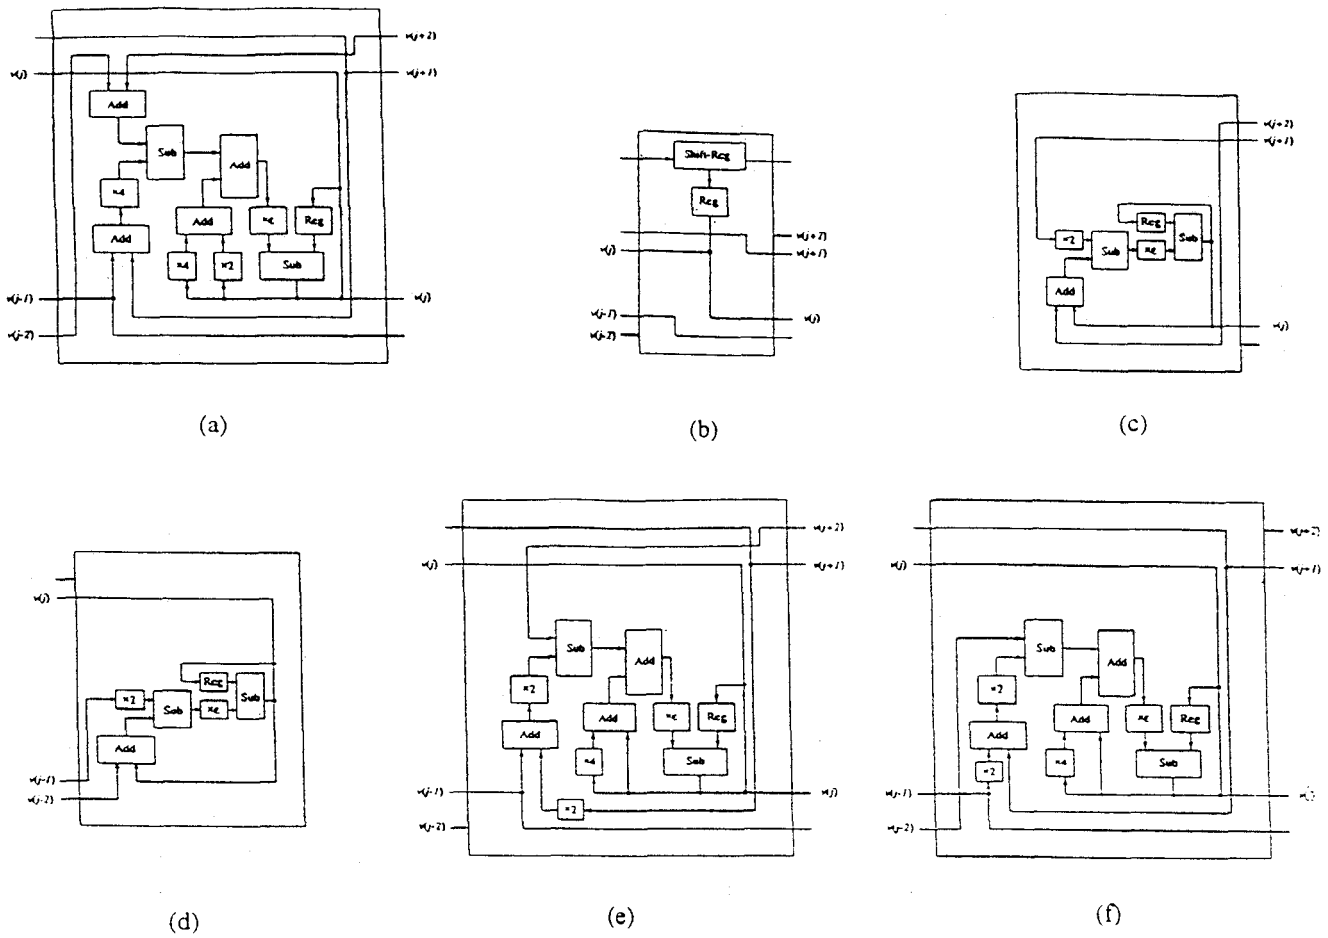 v(j+2)
v(j)
v(j+1)
Add
Sub
Add
×4
Add
×ε
Reg
Add
×4
×2
Sub
v(j-1)
v(j)
v(j-2)
(a)
Shift-Reg
Reg
v(j+2)
v(j)
v(j+1)
v(j-1)
v(j)
v(j-2)
(b)
v(j+2)
v(j+1)
Reg
Sub
×2
Sub
×ε
Add
v(j)
(c)
v(j)
Reg
Sub
×2
Sub
×ε
Add
v(j-1)
v(j-2)
(d)
v(j+2)
v(j)
v(j+1)
Sub
Add
×2
Add
×ε
Reg
Add
×4
Sub
v(j-1)
×2
v(j)
v(j-2)
(e)
v(j+2)
v(j)
v(j+1)
Sub
Add
×2
Add
×ε
Reg
Add
×2
×4
Sub
v(j-1)
v(j-2)
(f)